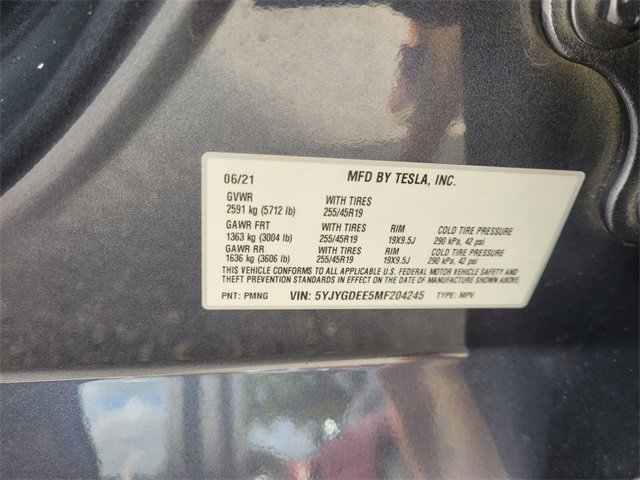 06/21 MFD BY TESLA, INC.
GVWR WITH TIRES
2591 kg (5712 lb) 255/45R19
GAWR FRT WITH TIRES RIM COLD TIRE PRESSURE
1363 kg (3004 lb) 255/45R19 19X9.5J 290 kPa, 42 psi
GAWR RR WITH TIRES RIM COLD TIRE PRESSURE
1636 kg (3606 lb) 255/45R19 19X9.5J 290 kPa, 42 psi
THIS VEHICLE CONFORMS TO ALL APPLICABLE U.S. FEDERAL MOTOR VEHICLE SAFETY AND
THEFT PREVENTION STANDARDS IN EFFECT ON THE DATE OF MANUFACTURE SHOWN ABOVE.
PNT: PMNG VIN: 5YJYGDEE5MF204245 TYPE: MPV